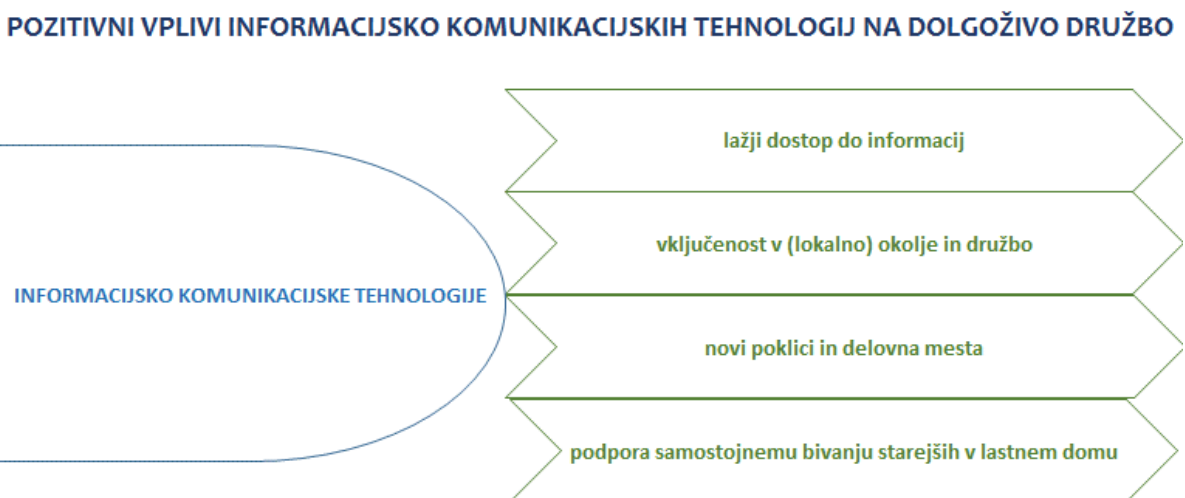 POZITIVNI VPLIVI INFORMACIJSKO KOMUNIKACIJSKIH TEHNOLOGIJ NA DOLGOŽIVO DRUŽBO
INFORMACIJSKO KOMUNIKACIJSKE TEHNOLOGIJE
lažji dostop do informacij
vključenost v (lokalno) okolje in družbo
novi poklici in delovna mesta
podpora samostojnemu bivanju starejših v lastnem domu